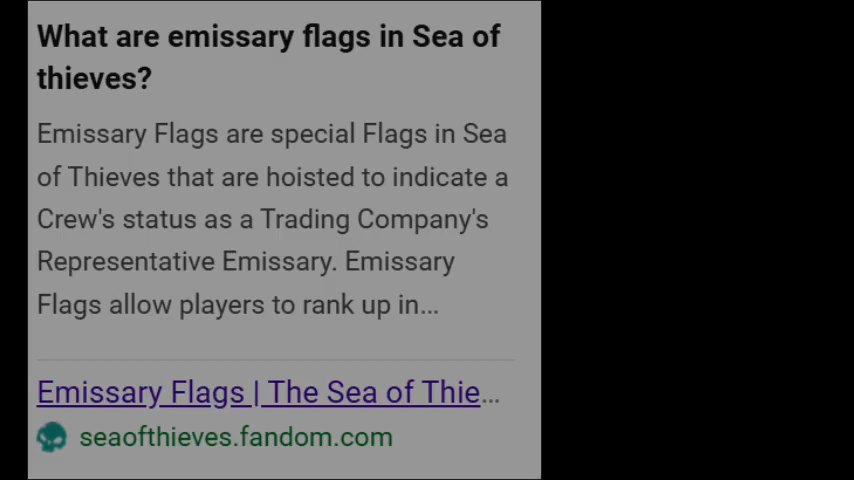 What are emissary flags in Sea of
thieves?
Emissary Flags are special Flags in Sea
of Thieves that are hoisted to indicate a
Crew's status as a Trading Company's
Representative Emissary. Emissary
Flags allow players to rank up in...
Emissary Flags | The Sea of Thie...
seaofthieves.fandom.com